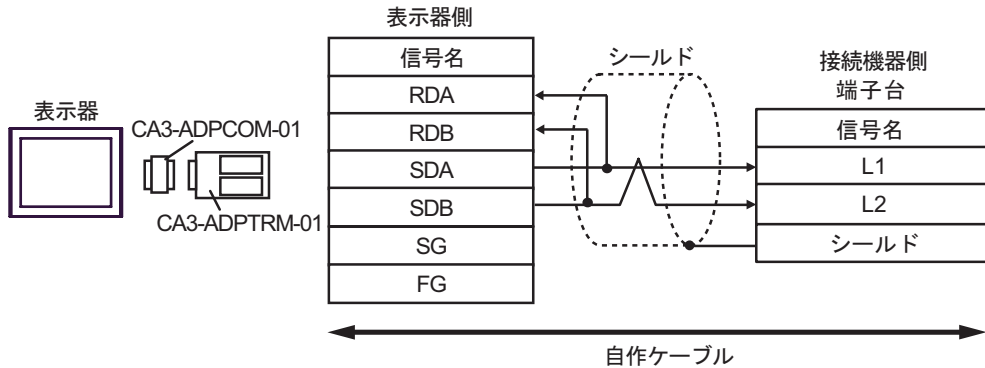 表示器
CA3-ADPCOM-01
CA3-ADPTRM-01
表示器側
信号名
RDA
RDB
SDA
SDB
SG
FG
シールド
接続機器側
端子台
信号名
L1
L2
シールド
自作ケーブル